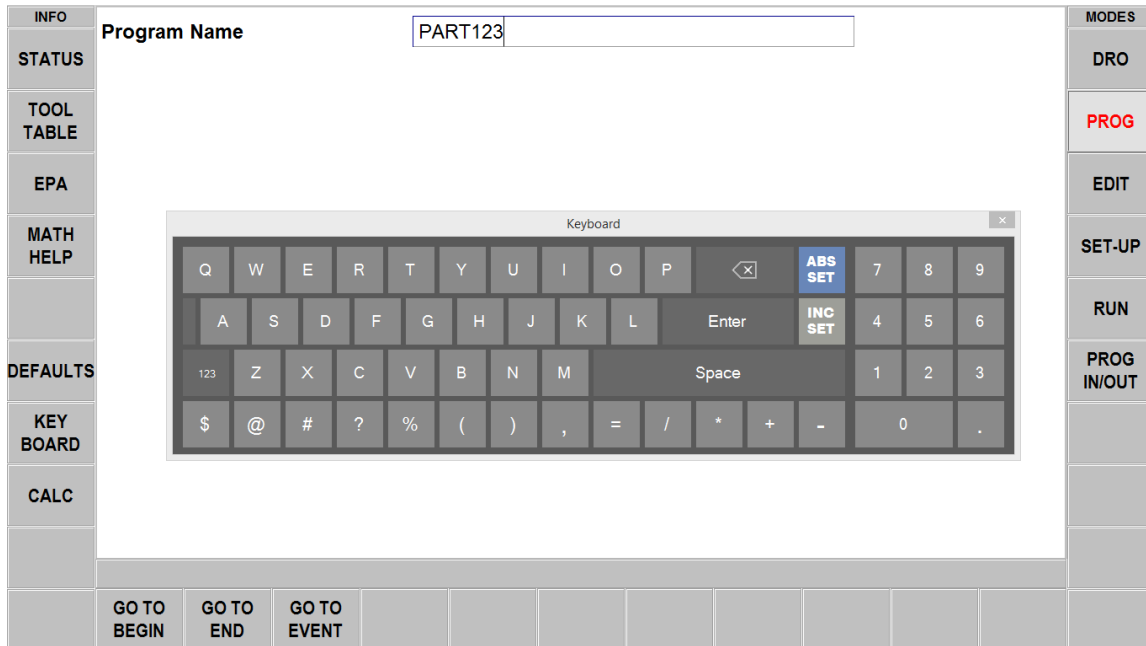 INFO
MODES
Program Name
PART123
STATUS
DRO
TOOL
TABLE
PROG
EPA
EDIT
MATH
HELP
SET-UP
RUN
DEFAULTS
PROG
IN/OUT
KEY
BOARD
CALC
Keyboard ×
Q W E R T Y U I O P ABS SET 7 8 9
A S D F G H J K L Enter INC SET 4 5 6
123 Z X C V B N M Space 1 2 3
$ @ # ? % ( ) , = / * + - 0 .
GO TO
BEGIN
GO TO
END
GO TO
EVENT